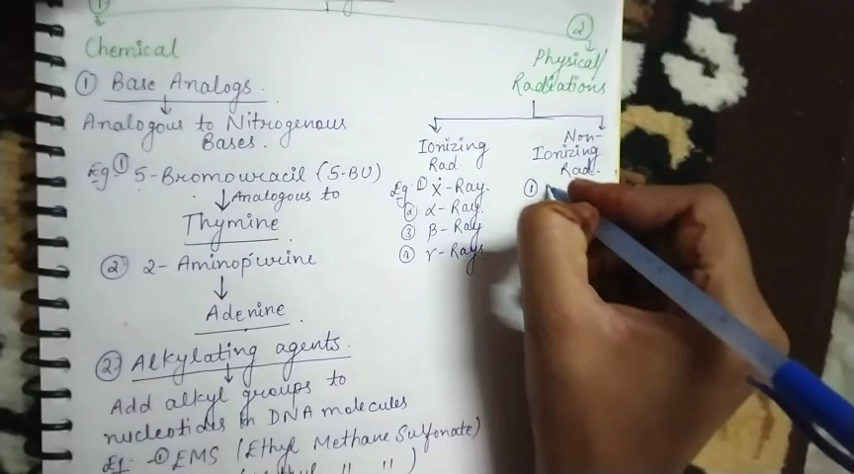 ①
Chemical
① Base Analogs.
Analogous to Nitrogenous
Bases.
Eg ① 5-Bromouracil (5-BU)
Analogous to
Thymine
② 2-Aminopurine
Adenine
② Alkylating agents.
Add alkyl groups to
nucleotides in DNA molecules
Eg. ① EMS (Ethyl Methane Sulfonate)
" " )
②
Physical/
Radiations
Ionizing
Rad.
Eg. ① X-Ray.
② α-Ray.
③ β-Ray
④ γ-Rays
Non-
Ionizing
Rad.
①